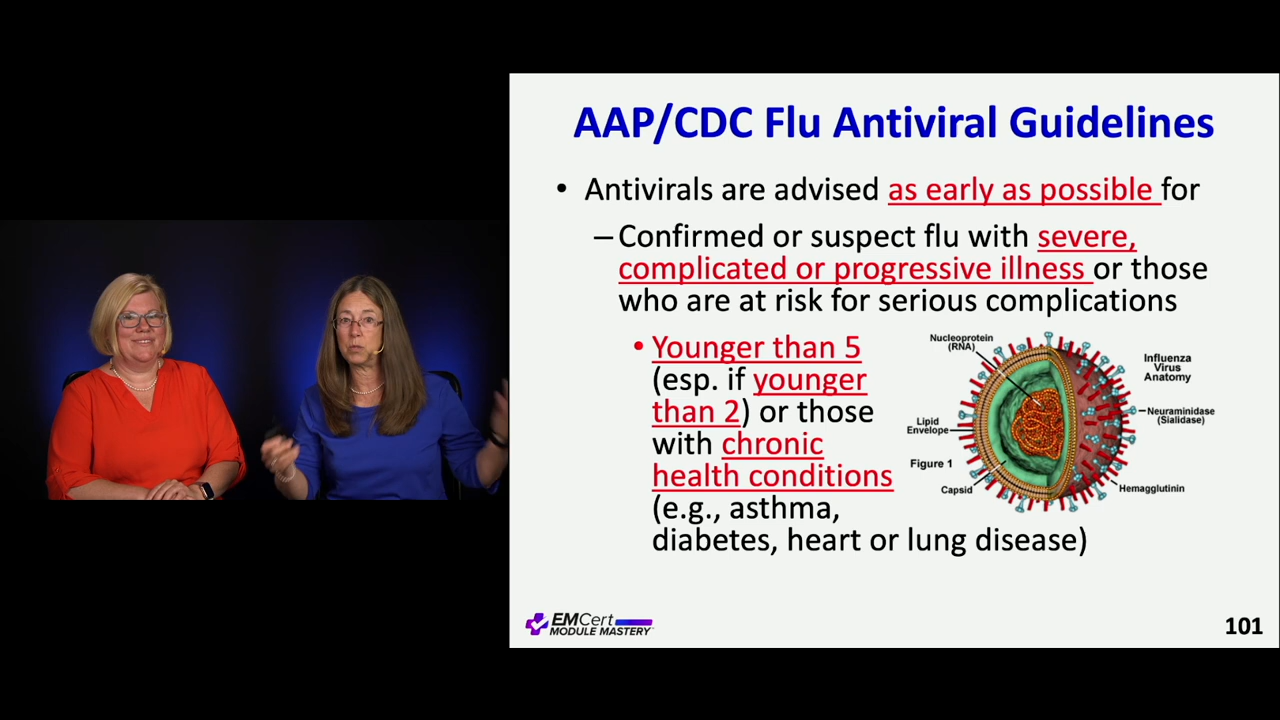 AAP/CDC Flu Antiviral Guidelines
• Antivirals are advised as early as possible for
–Confirmed or suspect flu with severe,
complicated or progressive illness or those
who are at risk for serious complications
• Younger than 5
(esp. if younger
than 2) or those
with chronic
health conditions
(e.g., asthma,
diabetes, heart or lung disease)
Nucleoprotein
(RNA)
Influenza
Virus
Anatomy
Neuraminidase
(Sialidase)
Lipid
Envelope
Figure 1
Capsid
Hemagglutinin
EMCert
MODULE MASTERY
101